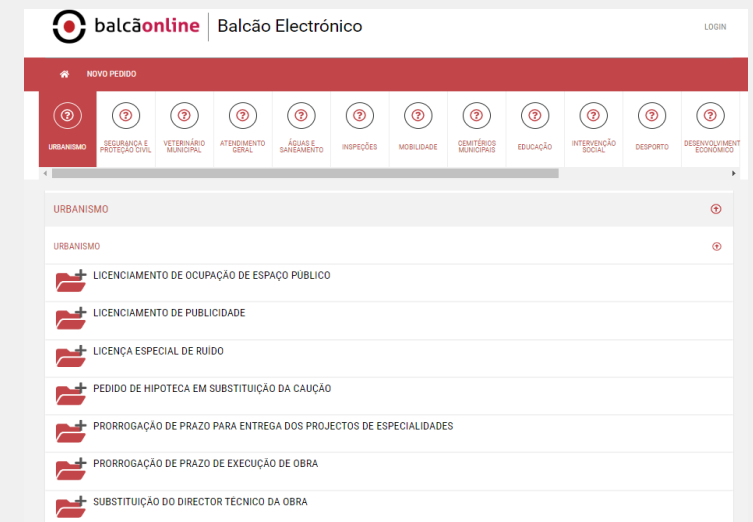 balcãonline Balcão Electrónico
LOGIN
NOVO PEDIDO
URBANISMO
SEGURANÇA E PROTEÇÃO CIVIL
VETERINÁRIO MUNICIPAL
ATENDIMENTO GERAL
ÁGUAS E SANEAMENTO
INSPEÇÕES
MOBILIDADE
CEMITÉRIOS MUNICIPAIS
EDUCAÇÃO
INTERVENÇÃO SOCIAL
DESPORTO
DESENVOLVIMENT ECONÓMICO
URBANISMO
URBANISMO
LICENCIAMENTO DE OCUPAÇÃO DE ESPAÇO PÚBLICO
LICENCIAMENTO DE PUBLICIDADE
LICENÇA ESPECIAL DE RUÍDO
PEDIDO DE HIPOTECA EM SUBSTITUIÇÃO DA CAUÇÃO
PRORROGAÇÃO DE PRAZO PARA ENTREGA DOS PROJECTOS DE ESPECIALIDADES
PRORROGAÇÃO DE PRAZO DE EXECUÇÃO DE OBRA
SUBSTITUIÇÃO DO DIRECTOR TÉCNICO DA OBRA